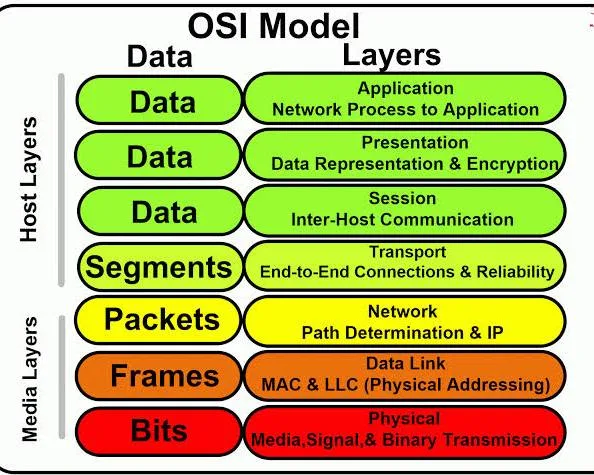 OSI Model
Data
Layers
Data
Application
Network Process to Application
Data
Presentation
Data Representation & Encryption
Data
Session
Inter-Host Communication
Segments
Transport
End-to-End Connections & Reliability
Packets
Network
Path Determination & IP
Frames
Data Link
MAC & LLC (Physical Addressing)
Bits
Physical
Media,Signal,& Binary Transmission
Host Layers
Media Layers